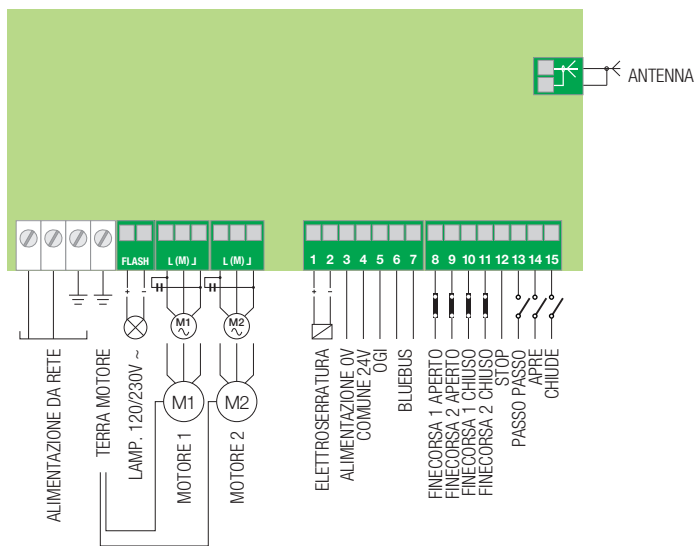 ANTENNA
FLASH
L (M) ⅃
L (M) ⅃
1 2 3 4 5 6 7
8 9 10 11 12 13 14 15
+ -
+ -
M1
∼
M2
∼
M1
M2
ALIMENTAZIONE DA RETE
TERRA MOTORE
LAMP. 120/230V ~
MOTORE 1
MOTORE 2
ELETTROSERRATURA
ALIMENTAZIONE 0V
COMUNE 24V
OGI
BLUEBUS
FINECORSA 1 APERTO
FINECORSA 2 APERTO
FINECORSA 1 CHIUSO
FINECORSA 2 CHIUSO
STOP
PASSO PASSO
APRE
CHIUDE